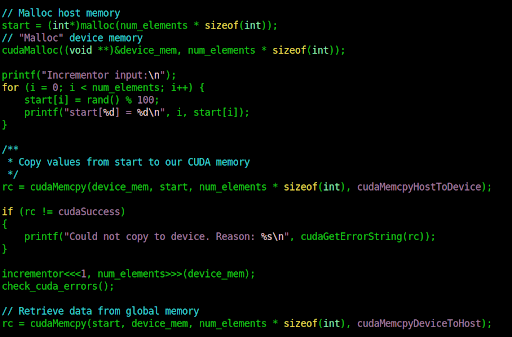 // Malloc host memory
start = (int*)malloc(num_elements * sizeof(int));
// "Malloc" device memory
cudaMalloc((void **)&device_mem, num_elements * sizeof(int));
printf("Incrementor input:\n");
for (i = 0; i < num_elements; i++) {
    start[i] = rand() % 100;
    printf("start[%d] = %d\n", i, start[i]);
}
/**
 * Copy values from start to our CUDA memory
 */
rc = cudaMemcpy(device_mem, start, num_elements * sizeof(int), cudaMemcpyHostToDevice);
if (rc != cudaSuccess)
{
    printf("Could not copy to device. Reason: %s\n", cudaGetErrorString(rc));
}
incrementor<<<1, num_elements>>>(device_mem);
check_cuda_errors();
// Retrieve data from global memory
rc = cudaMemcpy(start, device_mem, num_elements * sizeof(int), cudaMemcpyDeviceToHost);